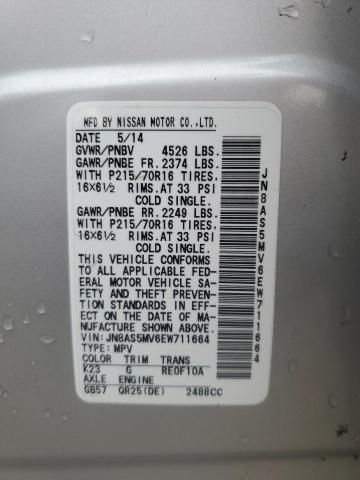 MFD BY NISSAN MOTOR CO.,LTD.
DATE 5/14
GVWR/PNBV 4526 LBS.
GAWR/PNBE FR. 2374 LBS.
WITH P215/70R16 TIRES,
16×6½ RIMS.AT 33 PSI
COLD SINGLE.
GAWR/PNBE RR. 2249 LBS.
WITH P215/70R16 TIRES,
16×6½ RIMS.AT 33 PSI
COLD SINGLE.
THIS VEHICLE CONFORMS
TO ALL APPLICABLE FED-
ERAL MOTOR VEHICLE SA-
FETY AND THEFT PREVEN-
TION STANDARDS IN EFF-
ECT ON THE DATE OF MA-
NUFACTURE SHOWN ABOVE.
VIN:JN8AS5MV6EW711664
TYPE:MPV
COLOR TRIM TRANS
K23 G RE0F10A
AXLE ENGINE
GB57 QR25(DE) 2488CC
JN8AS5MV6EW711664